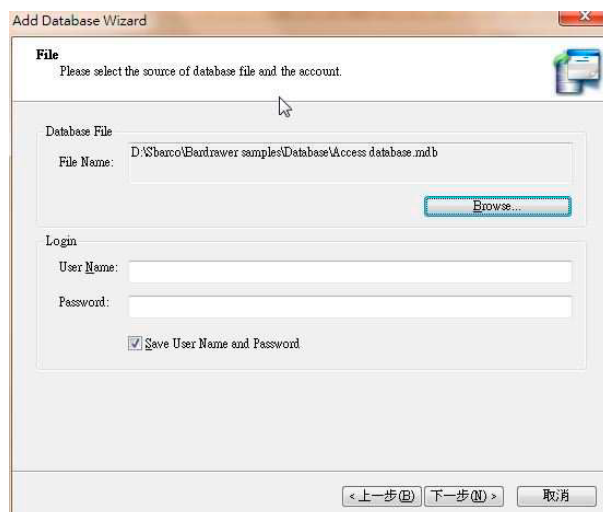 Add Database Wizard
File
Please select the source of database file and the account.
Database File
File Name:
D:\Sbarco\Bardrawer samples\Database\Access database.mdb
Browse...
Login
User Name:
Password:
Save User Name and Password
<上一步(B)
下一步(N)>
取消